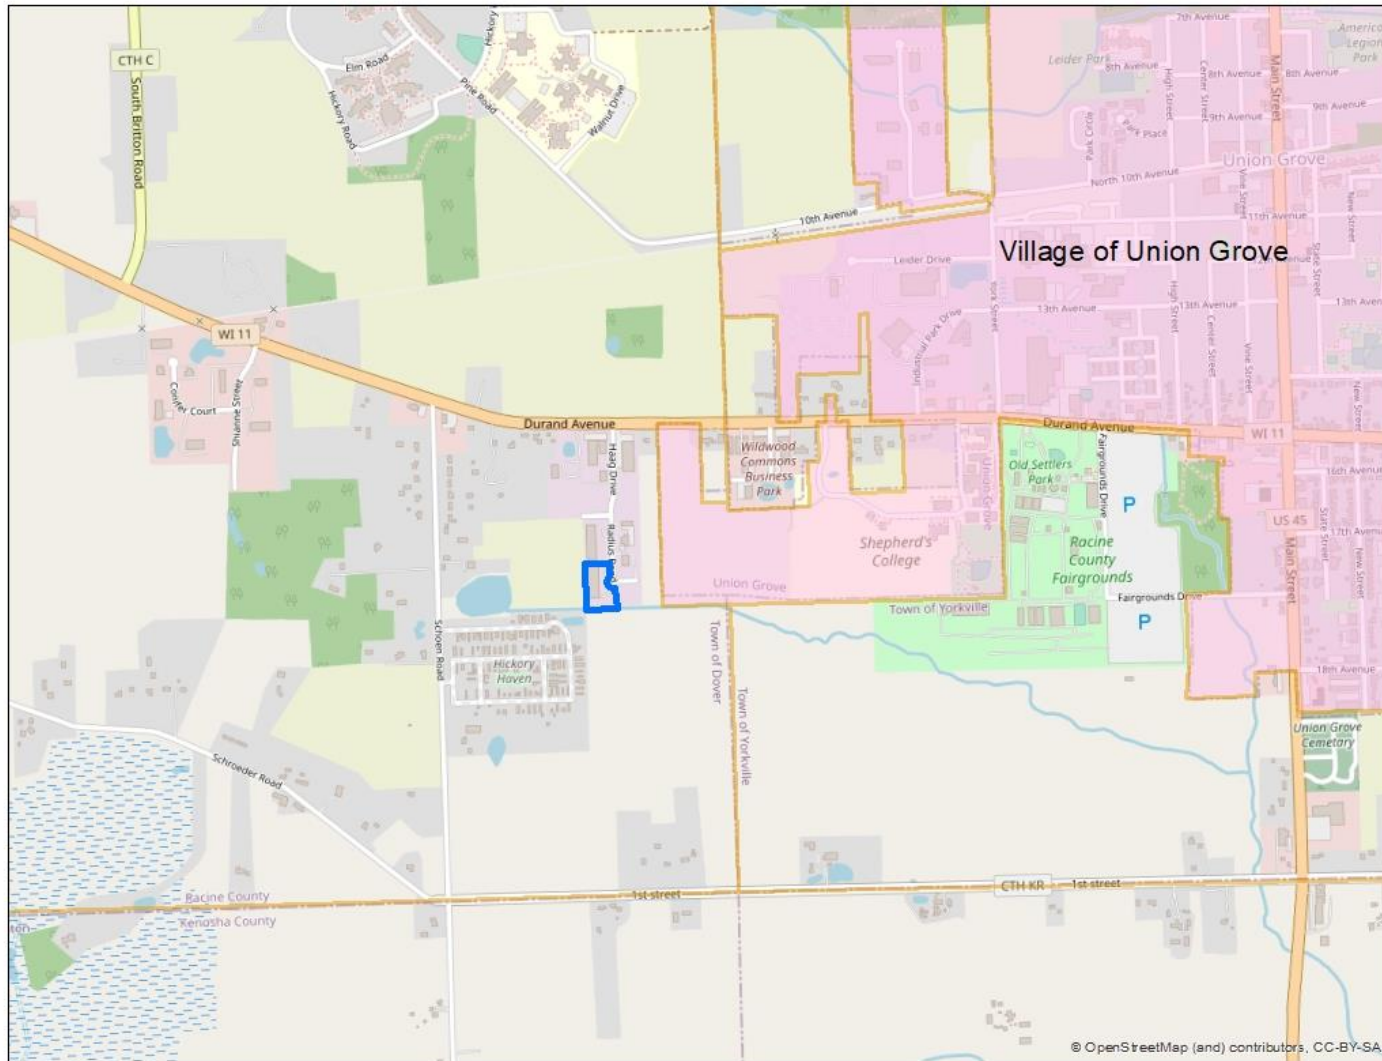 7th Avenue
American
Legion
Park
Hickory
CTH C
Elm Road
Leider Park
8th Avenue
8th Avenue
8th Avenue
Main Street
High Street
Center Street
South Britton Road
Hickory Road
Pine Road
Walnut Drive
9th Avenue
9th Avenue
Park Circle
Park Place
Union Grove
North 10th Avenue
Vine Street
New Street
10th Avenue
11th Avenue
Village of Union Grove
12th Avenue
State Street
Leider Drive
York Street
High Street
13th Avenue
13th Avenue
13th Aven
Industrial Park Drive
Center Street
Vine Street
WI 11
Conifer Court
Shianne Street
New Street
Durand Avenue
Durand Avenue
WI 11
Haag Drive
Wildwood
Commons
Business
Park
Union Grove
Old Settlers
Park
Fairgrounds Drive
16th Avenue
P
State Street
US 45
17th Avenue
Radius Road
Shepherd's
College
Racine
County
Fairgrounds
Main Street
New Street
Union Grove
Fairgrounds Drive
Town of Yorkville
P
Schoen Road
Hickory
Haven
Town of Dover
Town of Yorkville
18th Avenue
Union Grove
Cemetary
Schroeder Road
CTH KR
1st street
1st street
Racine County
Kenosha County
ton
© OpenStreetMap (and) contributors, CC-BY-SA